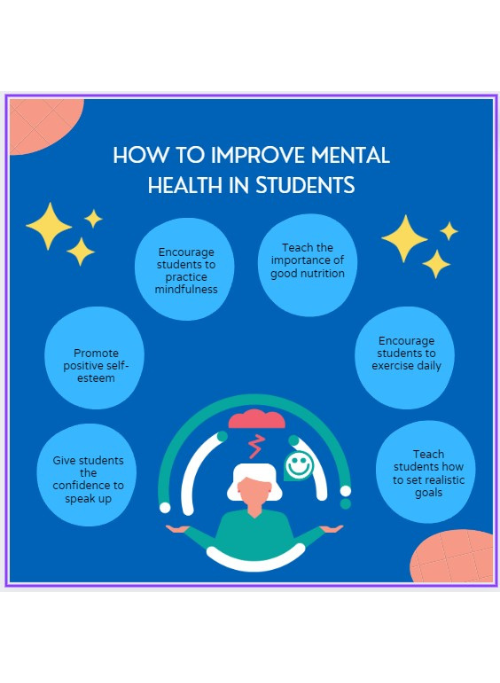 HOW TO IMPROVE MENTAL
HEALTH IN STUDENTS
Encourage
students to
practice
mindfulness
Teach the
importance of
good nutrition
Promote
positive self-
esteem
Encourage
students to
exercise daily
Give students
the
confidence to
speak up
Teach
students how
to set realistic
goals